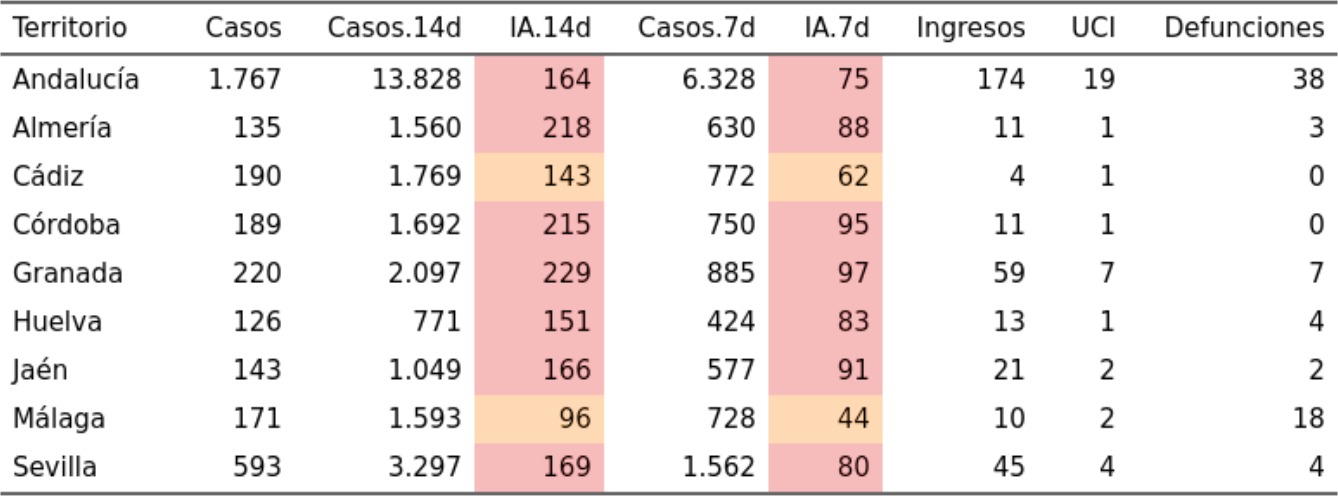 Territorio Casos Casos.14d IA.14d Casos.7d IA.7d Ingresos UCI Defunciones
Andalucía 1.767 13.828 164 6.328 75 174 19 38
Almería 135 1.560 218 630 88 11 1 3
Cádiz 190 1.769 143 772 62 4 1 0
Córdoba 189 1.692 215 750 95 11 1 0
Granada 220 2.097 229 885 97 59 7 7
Huelva 126 771 151 424 83 13 1 4
Jaén 143 1.049 166 577 91 21 2 2
Málaga 171 1.593 96 728 44 10 2 18
Sevilla 593 3.297 169 1.562 80 45 4 4